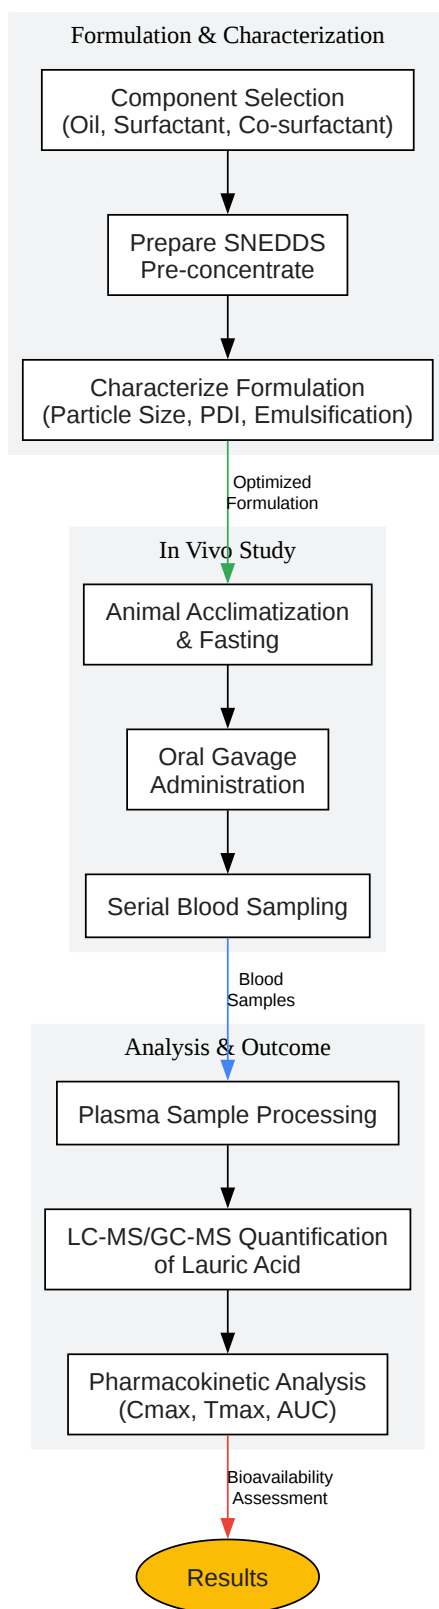 Formulation & Characterization
Component Selection
(Oil, Surfactant, Co-surfactant)
Prepare SNEDDS
Pre-concentrate
Characterize Formulation
(Particle Size, PDI, Emulsification)
Optimized
Formulation
In Vivo Study
Animal Acclimatization
& Fasting
Oral Gavage
Administration
Serial Blood Sampling
Blood
Samples
Analysis & Outcome
Plasma Sample Processing
LC-MS/GC-MS Quantification
of Lauric Acid
Pharmacokinetic Analysis
(Cmax, Tmax, AUC)
Bioavailability
Assessment
Results